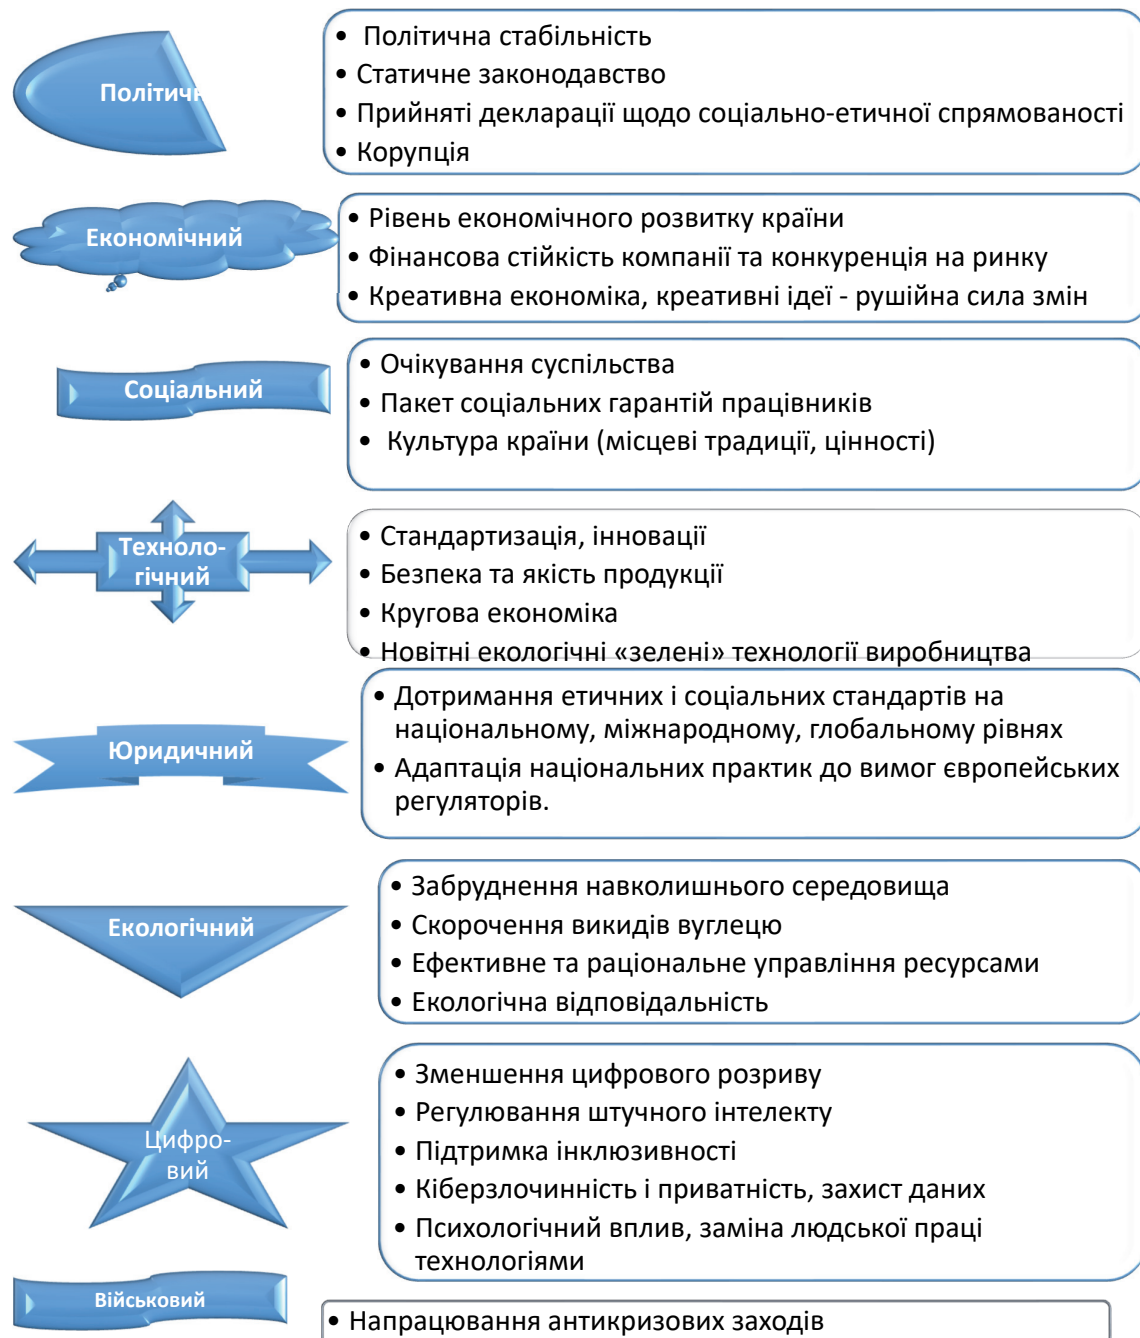 Політичн
• Політична стабільність
• Статичне законодавство
• Прийняті декларації щодо соціально-етичної спрямованості
• Корупція
Економічний
• Рівень економічного розвитку країни
• Фінансова стійкість компанії та конкуренція на ринку
• Креативна економіка, креативні ідеї - рушійна сила змін
Соціальний
• Очікування суспільства
• Пакет соціальних гарантій працівників
• Культура країни (місцеві традиції, цінності)
Техноло-
гічний
• Стандартизація, інновації
• Безпека та якість продукції
• Кругова економіка
• Новітні екологічні «зелені» технології виробництва
Юридичний
• Дотримання етичних і соціальних стандартів на
національному, міжнародному, глобальному рівнях
• Адаптація національних практик до вимог європейських
регуляторів.
Екологічний
• Забруднення навколишнього середовища
• Скорочення викидів вуглецю
• Ефективне та раціональне управління ресурсами
• Екологічна відповідальність
Цифро-
вий
• Зменшення цифрового розриву
• Регулювання штучного інтелекту
• Підтримка інклюзивності
• Кіберзлочинність і приватність, захист даних
• Психологічний вплив, заміна людської праці
технологіями
Військовий
• Напрацювання антикризових заходів